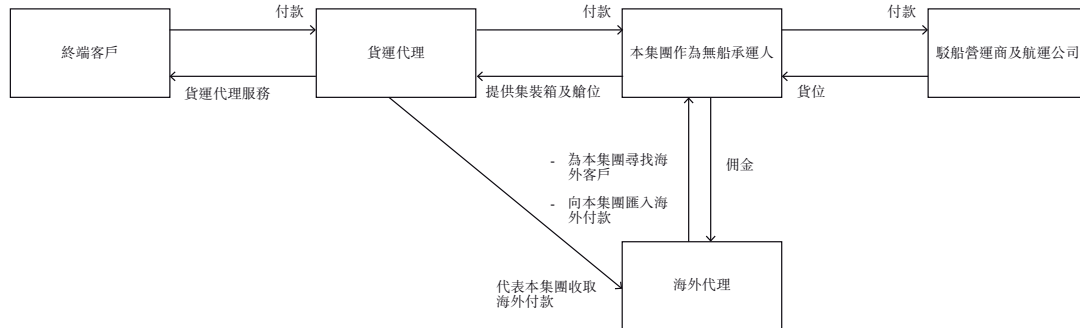 付款
付款
付款
終端客戶
貨運代理
本集團作為無船承運人
駁船營運商及航運公司
貨運代理服務
提供集裝箱及艙位
貨位
- 為本集團尋找海
外客戶
- 向本集團匯入海
外付款
佣金
代表本集團收取
海外付款
海外代理